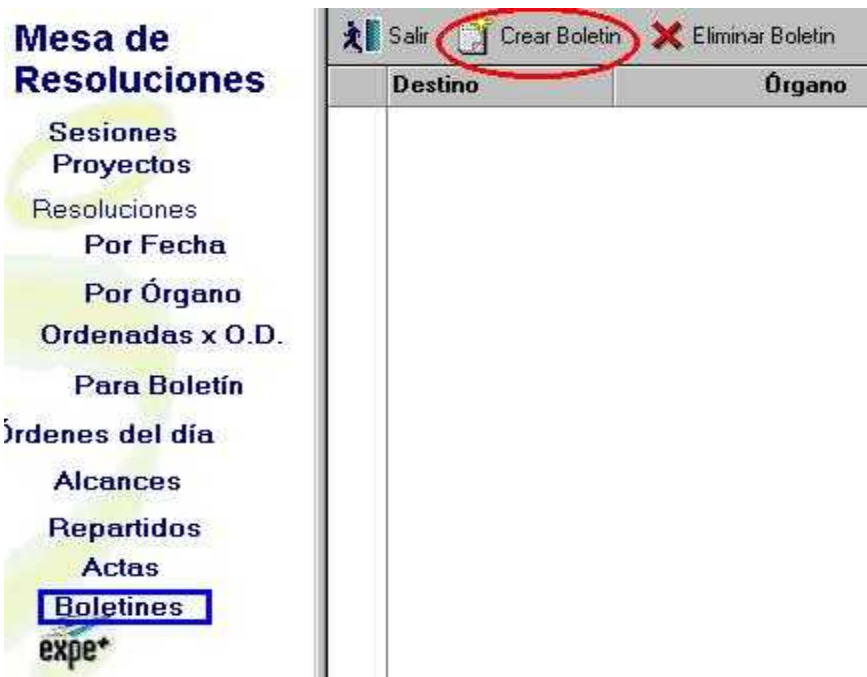 Mesa de
Resoluciones
Sesiones
Proyectos
Resoluciones
Por Fecha
Por Órgano
Ordenadas x O.D.
Para Boletín
Órdenes del día
Alcances
Repartidos
Actas
Boletines
expe+
Salir Crear Boletin Eliminar Boletin
Destino Órgano